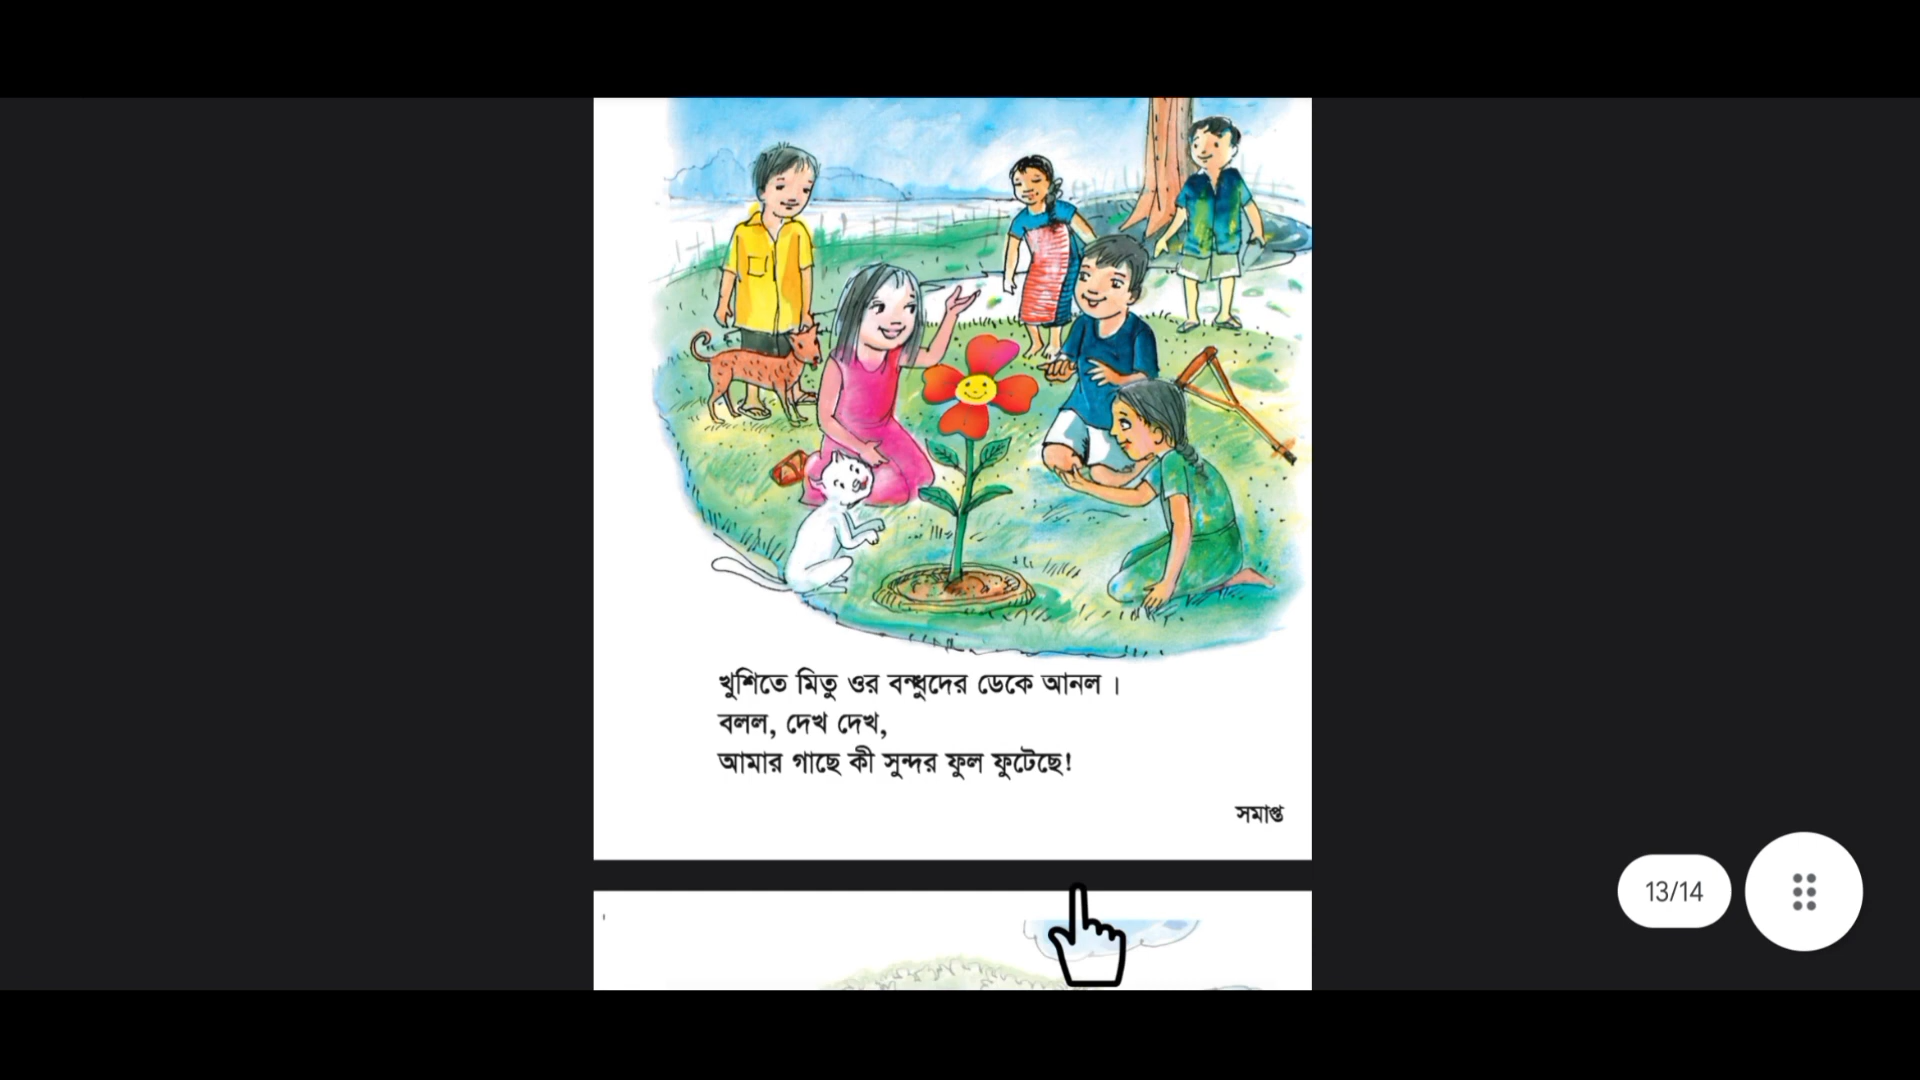 খুশিতে মিতু ওর বন্ধুদের ডেকে আনল ।
বলল, দেখ দেখ,
আমার গাছে কী সুন্দর ফুল ফুটেছে!
সমাপ্ত
13/14